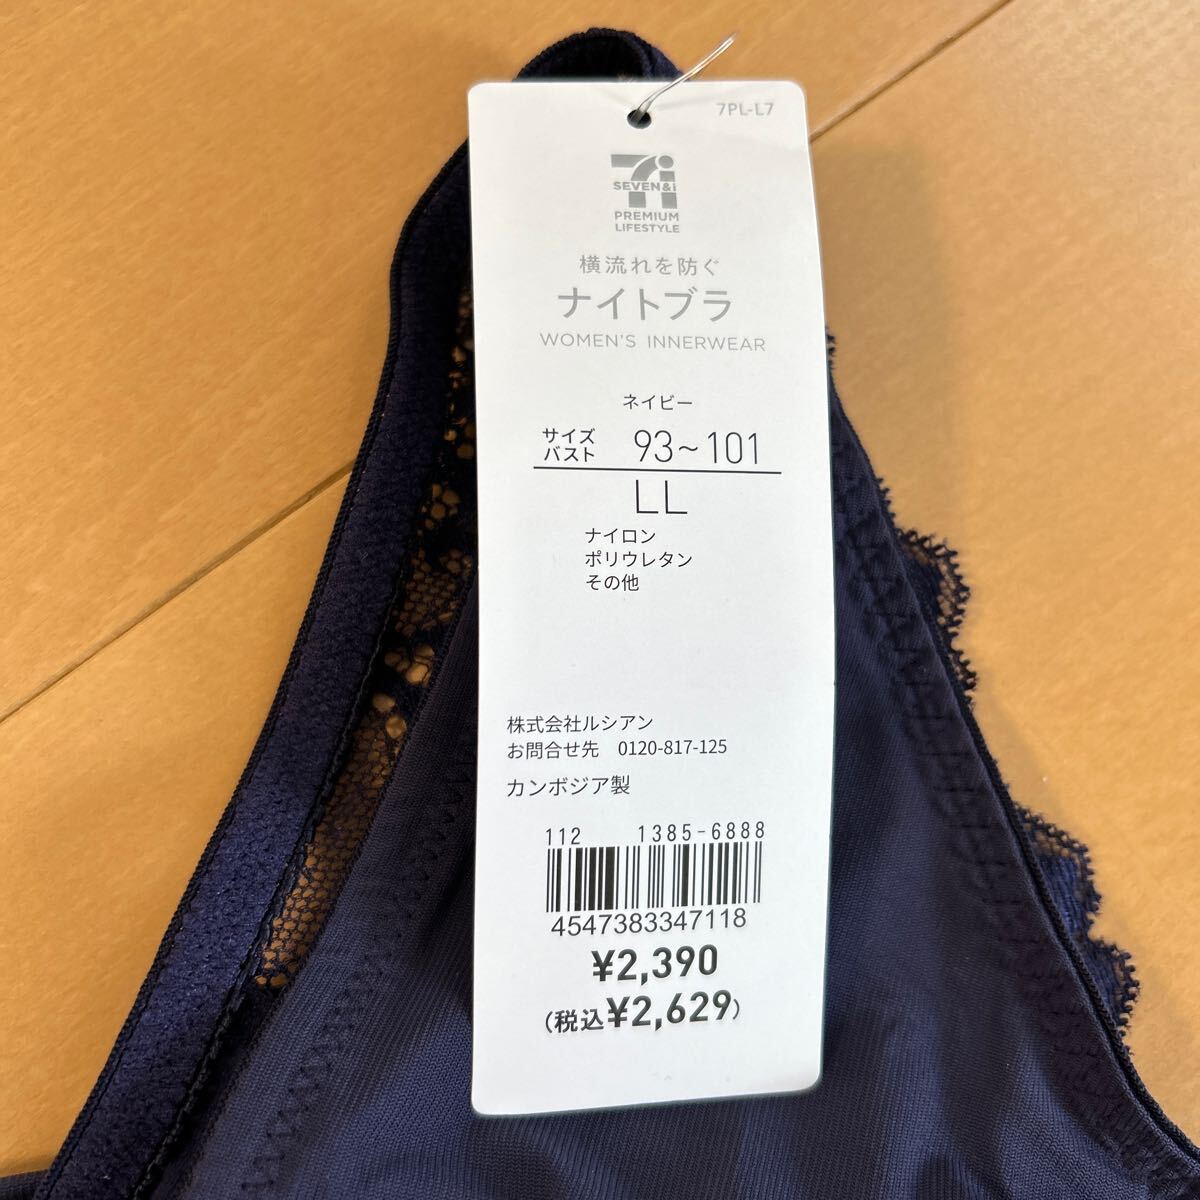 7PL-L7
SEVEN&i
PREMIUM
LIFESTYLE
横流れを防ぐ
ナイトブラ
WOMEN'S INNERWEAR
ネイビー
サイズ
バスト 93~101
LL
ナイロン
ポリウレタン
その他
株式会社ルシアン
お問合せ先 0120-817-125
カンボジア製
112 1385-6888
4547383347118
¥2,390
(税込¥2,629)